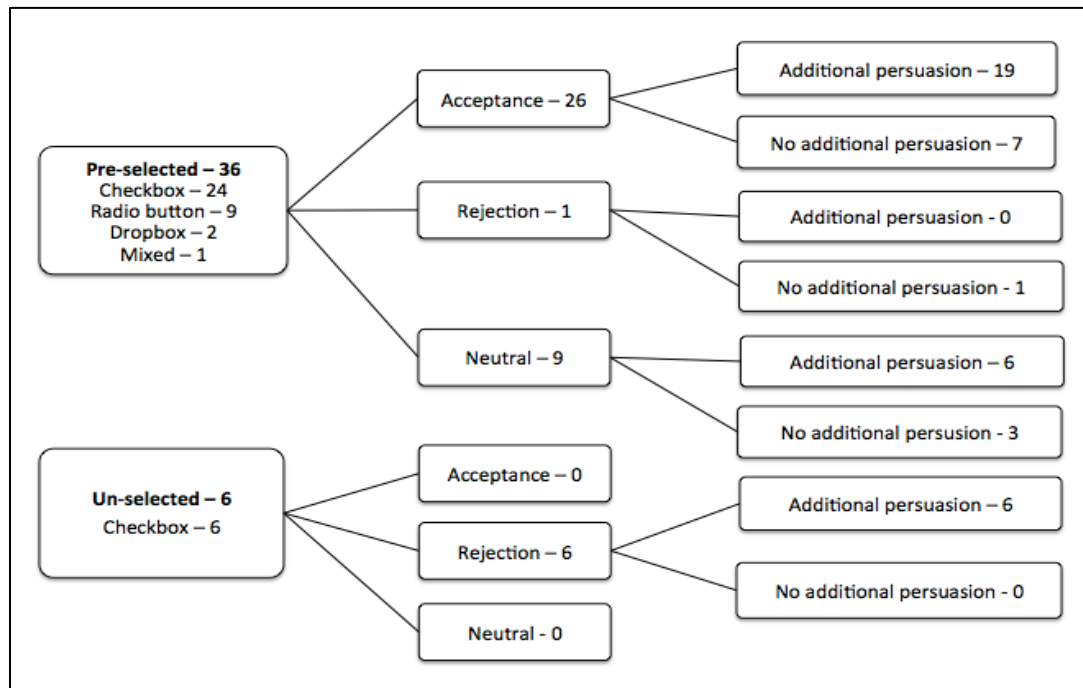 Pre-selected – 36
Checkbox – 24
Radio button – 9
Dropbox – 2
Mixed – 1
Acceptance – 26
Additional persuasion – 19
No additional persuasion – 7
Rejection – 1
Additional persuasion - 0
No additional persuasion - 1
Neutral – 9
Additional persuasion – 6
No additional persusion - 3
Un-selected – 6
Checkbox – 6
Acceptance – 0
Rejection – 6
Additional persuasion – 6
No additional persuasion - 0
Neutral - 0